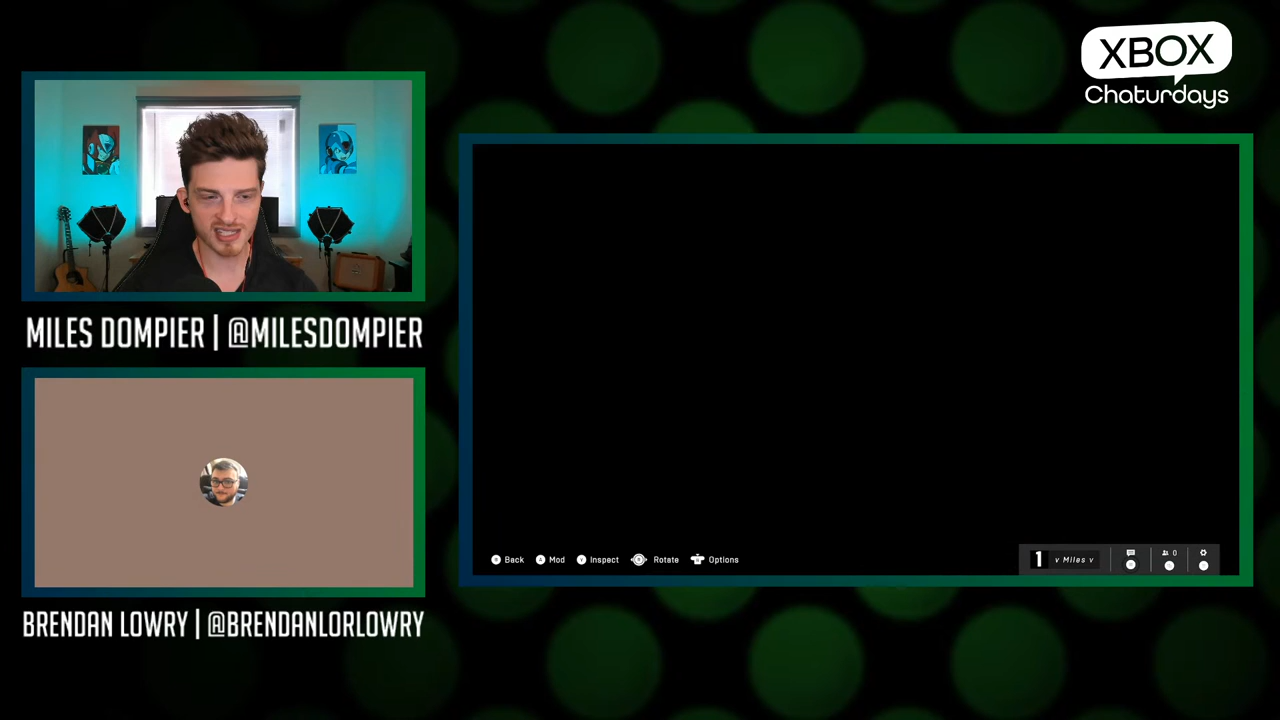 XBOX
Chaturdays
MILES DOMPIER | @MILESDOMPIER
BRENDAN LOWRY | @BRENDANLORLOWRY
Back Mod Inspect Rotate Options
1 v Miles v 0